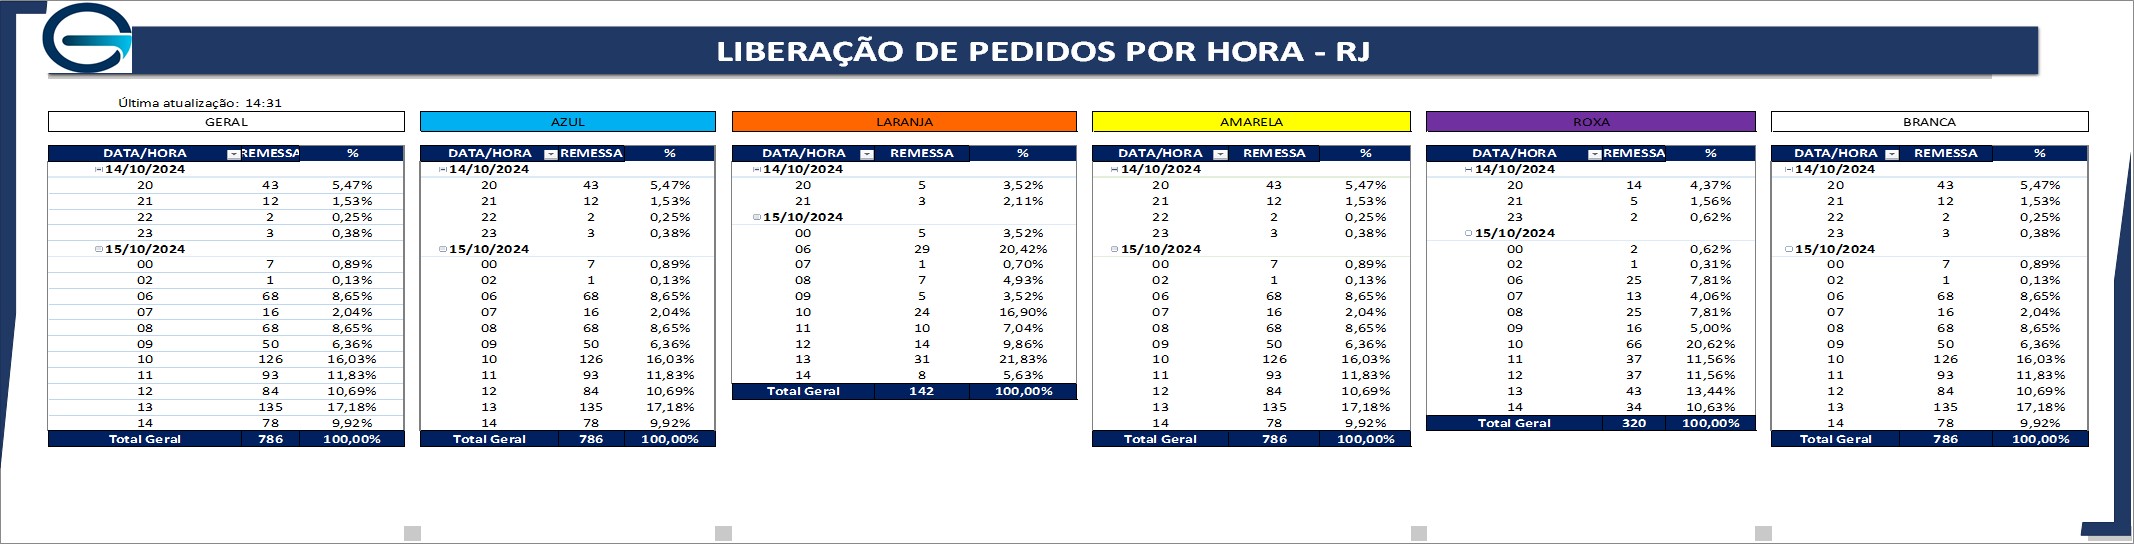 LIBERAÇÃO DE PEDIDOS POR HORA - RJ
Última atualização: 14:31
GERAL
DATA/HORA REMESSA %
14/10/2024
20 43 5,47%
21 12 1,53%
22 2 0,25%
23 3 0,38%
15/10/2024
00 7 0,89%
02 1 0,13%
06 68 8,65%
07 16 2,04%
08 68 8,65%
09 50 6,36%
10 126 16,03%
11 93 11,83%
12 84 10,69%
13 135 17,18%
14 78 9,92%
Total Geral 786 100,00%
AZUL
DATA/HORA REMESSA %
14/10/2024
20 43 5,47%
21 12 1,53%
22 2 0,25%
23 3 0,38%
15/10/2024
00 7 0,89%
02 1 0,13%
06 68 8,65%
07 16 2,04%
08 68 8,65%
09 50 6,36%
10 126 16,03%
11 93 11,83%
12 84 10,69%
13 135 17,18%
14 78 9,92%
Total Geral 786 100,00%
LARANJA
DATA/HORA REMESSA %
14/10/2024
20 5 3,52%
21 3 2,11%
15/10/2024
00 5 3,52%
06 29 20,42%
07 1 0,70%
08 7 4,93%
09 5 3,52%
10 24 16,90%
11 10 7,04%
12 14 9,86%
13 31 21,83%
14 8 5,63%
Total Geral 142 100,00%
AMARELA
DATA/HORA REMESSA %
14/10/2024
20 43 5,47%
21 12 1,53%
22 2 0,25%
23 3 0,38%
15/10/2024
00 7 0,89%
02 1 0,13%
06 68 8,65%
07 16 2,04%
08 68 8,65%
09 50 6,36%
10 126 16,03%
11 93 11,83%
12 84 10,69%
13 135 17,18%
14 78 9,92%
Total Geral 786 100,00%
ROXA
DATA/HORA REMESSA %
14/10/2024
20 14 4,37%
21 5 1,56%
23 2 0,62%
15/10/2024
00 2 0,62%
02 1 0,31%
06 25 7,81%
07 13 4,06%
08 25 7,81%
09 16 5,00%
10 66 20,62%
11 37 11,56%
12 37 11,56%
13 43 13,44%
14 34 10,63%
Total Geral 320 100,00%
BRANCA
DATA/HORA REMESSA %
14/10/2024
20 43 5,47%
21 12 1,53%
22 2 0,25%
23 3 0,38%
15/10/2024
00 7 0,89%
02 1 0,13%
06 68 8,65%
07 16 2,04%
08 68 8,65%
09 50 6,36%
10 126 16,03%
11 93 11,83%
12 84 10,69%
13 135 17,18%
14 78 9,92%
Total Geral 786 100,00%